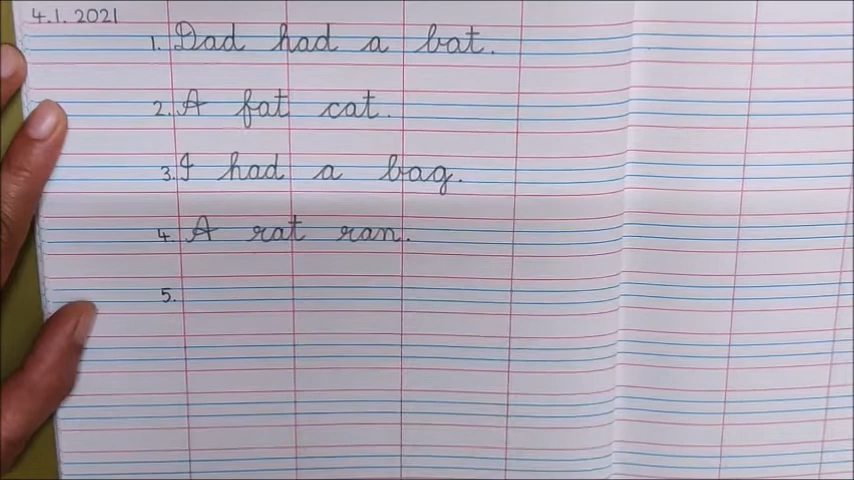 4.1.2021
1. Dad had a bat.
2. A fat cat.
3. I had a bag.
4. A rat ran.
5.